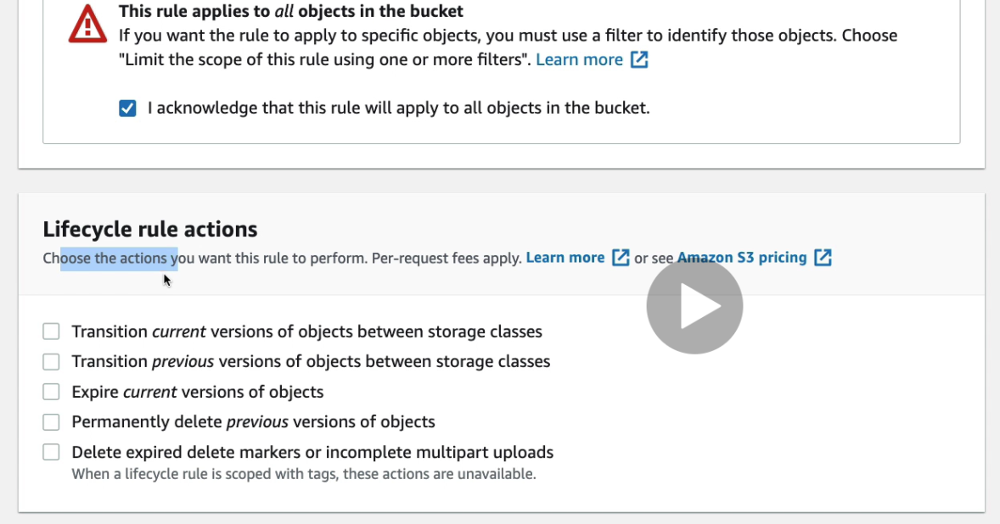 This rule applies to all objects in the bucket
If you want the rule to apply to specific objects, you must use a filter to identify those objects. Choose
"Limit the scope of this rule using one or more filters". Learn more
I acknowledge that this rule will apply to all objects in the bucket.
Lifecycle rule actions
Choose the actions you want this rule to perform. Per-request fees apply. Learn more or see Amazon S3 pricing
Transition current versions of objects between storage classes
Transition previous versions of objects between storage classes
Expire current versions of objects
Permanently delete previous versions of objects
Delete expired delete markers or incomplete multipart uploads
When a lifecycle rule is scoped with tags, these actions are unavailable.